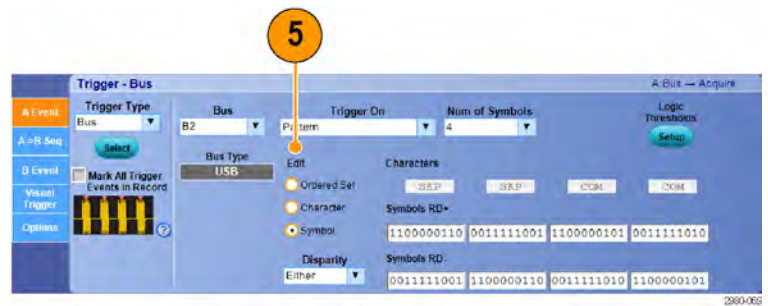 5
Trigger - Bus
A:Bus → Acquire
A Event
A->B Seq
B Event
Visual
Trigger
Options
Trigger Type
Bus
Select
Mark All Trigger
Events in Record
Bus
B2
Bus Type
USB
Trigger On
Pattern
Num of Symbols
4
Logic
Thresholds
Setup
Edit
Ordered Set
Character
Symbol
Disparity
Either
Characters
SKP SKP COM COM
Symbols RD+
1100000110 0011111001 1100000101 0011111010
Symbols RD-
0011111001 1100000110 0011111010 1100000101
2980-069